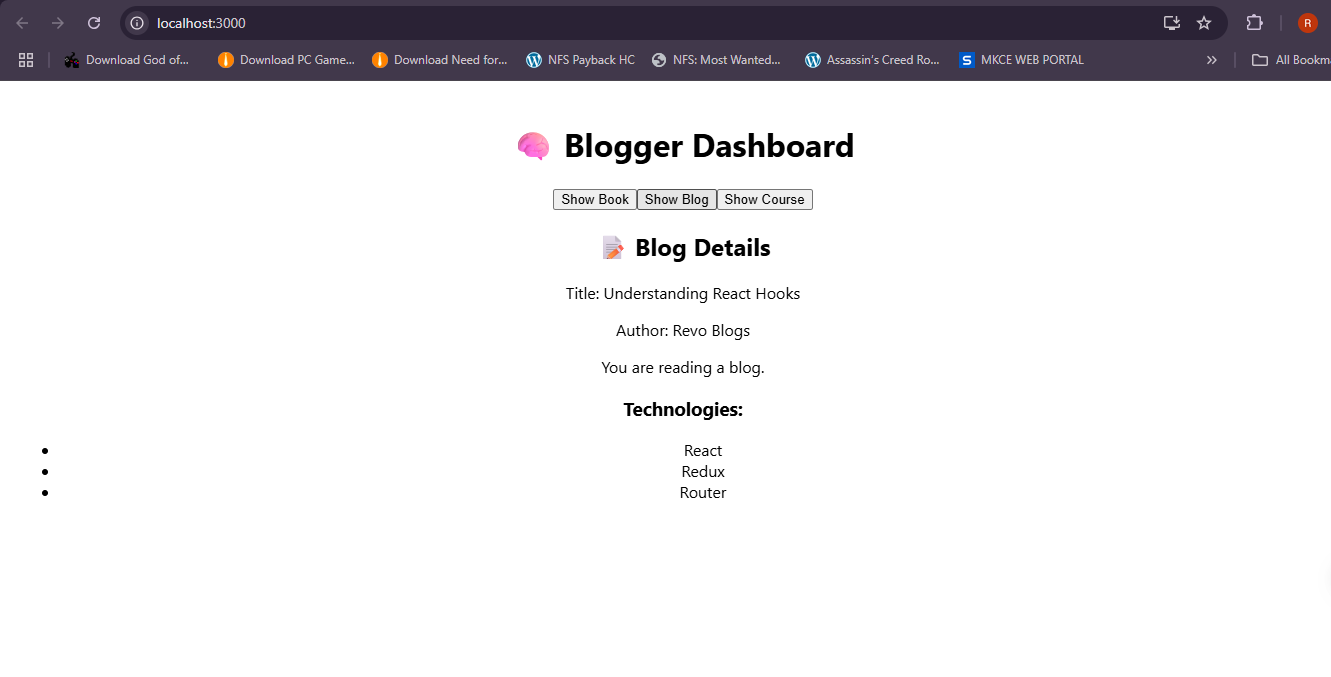 localhost:3000
R
Download God of... Download PC Game... Download Need for... NFS Payback HC NFS: Most Wanted... Assassin's Creed Ro... S MKCE WEB PORTAL » All Bookm
🧠 Blogger Dashboard
Show Book Show Blog Show Course
📝 Blog Details
Title: Understanding React Hooks
Author: Revo Blogs
You are reading a blog.
Technologies:
• React
• Redux
• Router